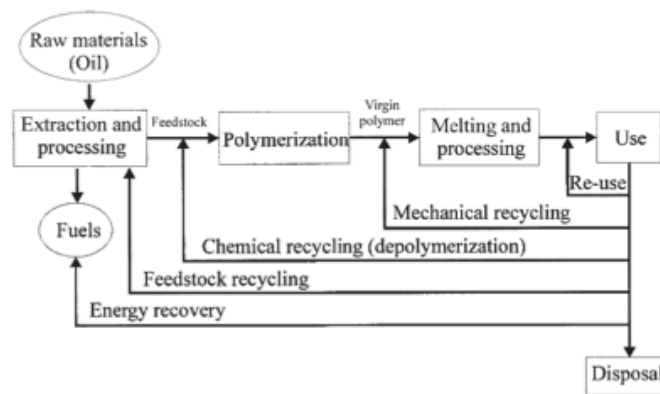 Raw materials
(Oil)
Extraction and
processing
Feedstock
Polymerization
Virgin
polymer
Melting and
processing
Use
Re-use
Mechanical recycling
Fuels
Chemical recycling (depolymerization)
Feedstock recycling
Energy recovery
Disposal